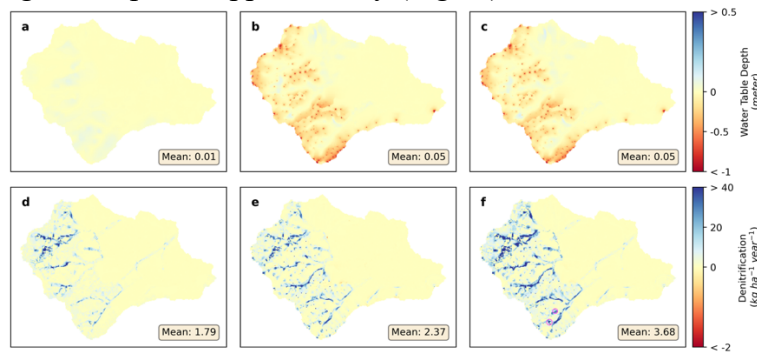 a
b
c
Mean: 0.01
Mean: 0.05
Mean: 0.05
> 0.5
0
-0.5
< -1
Water Table Depth
(meter)
d
e
f
Mean: 1.79
Mean: 2.37
Mean: 3.68
> 40
20
0
< -2
Denitrification
(kg ha⁻¹ year⁻¹)